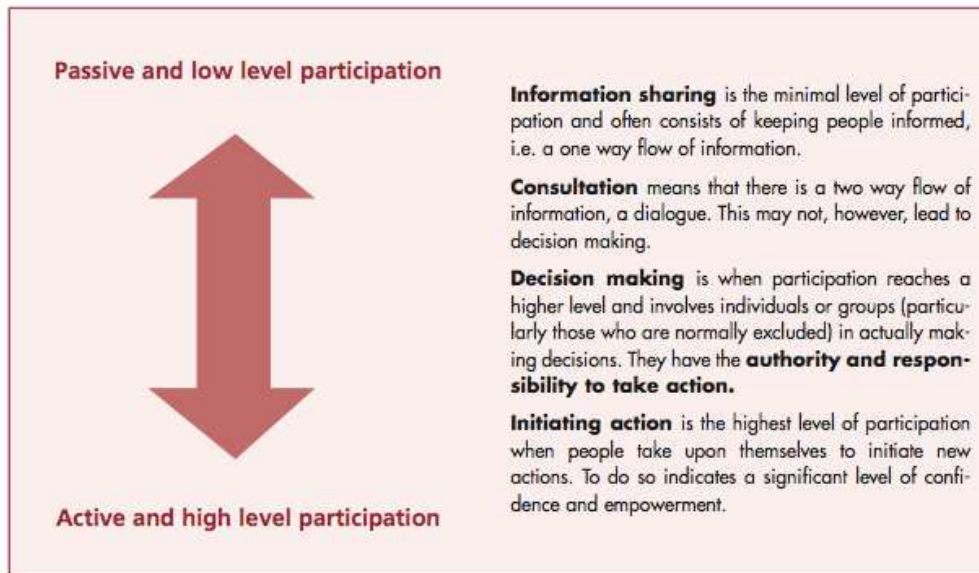 Passive and low level participation
Information sharing is the minimal level of partici-
pation and often consists of keeping people informed,
i.e. a one way flow of information.
Consultation means that there is a two way flow of
information, a dialogue. This may not, however, lead to
decision making.
Decision making is when participation reaches a
higher level and involves individuals or groups (particu-
larly those who are normally excluded) in actually mak-
ing decisions. They have the authority and respon-
sibility to take action.
Initiating action is the highest level of participation
when people take upon themselves to initiate new
actions. To do so indicates a significant level of confi-
dence and empowerment.
Active and high level participation